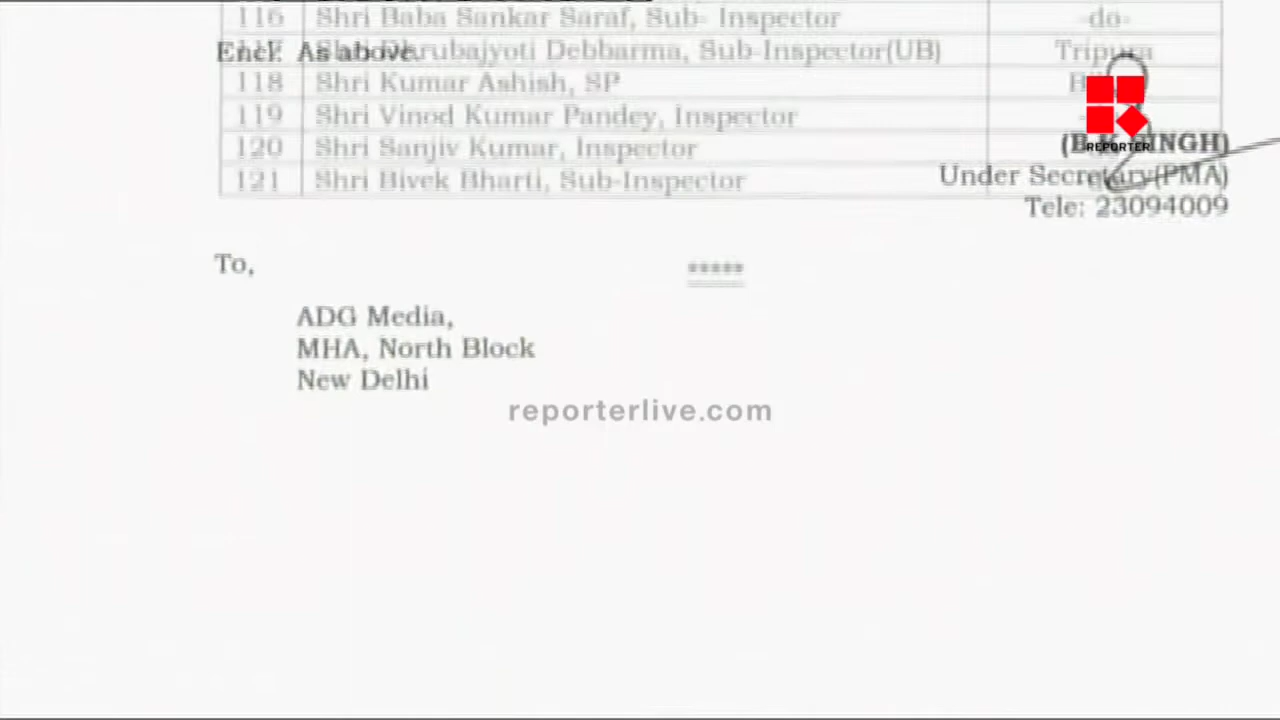 116 Shri Baba Sankar Saraf, Sub- Inspector -do-
Encl: As above.
117 Shri Dhrubajyoti Debbarma, Sub-Inspector(UB) Tripura
118 Shri Kumar Ashish, SP
119 Shri Vinod Kumar Pandey, Inspector
120 Shri Sanjiv Kumar, Inspector
121 Shri Bivek Bharti, Sub-Inspector
REPORTER
SINGH)
Under Secretary(PMA)
Tele: 23094009
To,
*****
ADG Media,
MHA, North Block
New Delhi
reporterlive.com